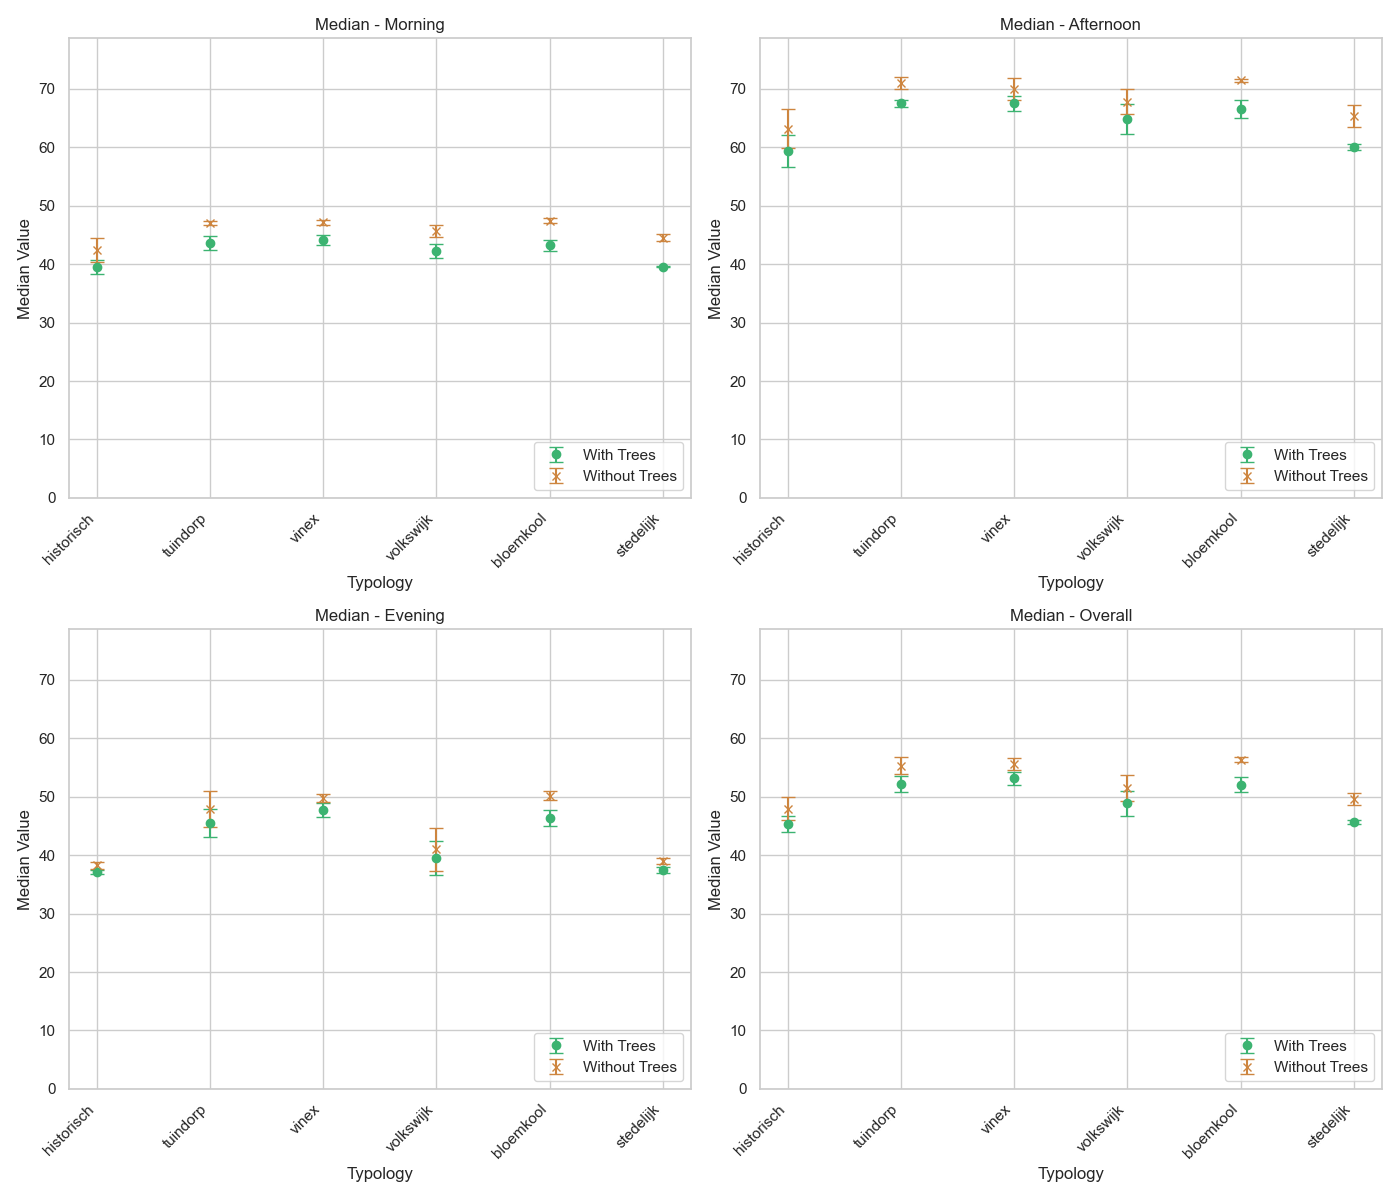 Median - Morning
Median Value
70
60
50
40
30
20
10
0
historisch
tuindorp
vinex
volkswijk
bloemkool
stedelijk
Typology
With Trees
Without Trees
Median - Afternoon
Median Value
70
60
50
40
30
20
10
0
historisch
tuindorp
vinex
volkswijk
bloemkool
stedelijk
Typology
With Trees
Without Trees
Median - Evening
Median Value
70
60
50
40
30
20
10
0
historisch
tuindorp
vinex
volkswijk
bloemkool
stedelijk
Typology
With Trees
Without Trees
Median - Overall
Median Value
70
60
50
40
30
20
10
0
historisch
tuindorp
vinex
volkswijk
bloemkool
stedelijk
Typology
With Trees
Without Trees